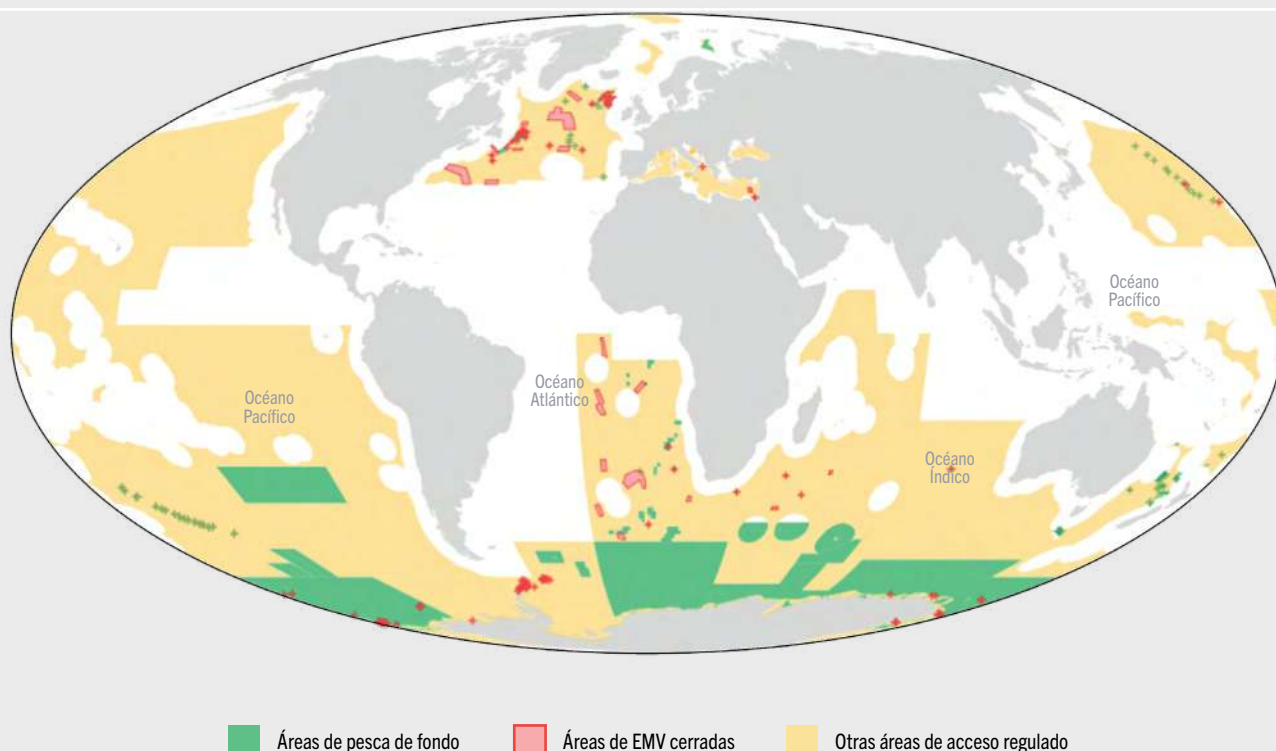 Océano
Pacífico
Océano
Atlántico
Océano
Pacífico
Océano
Índico
Áreas de pesca de fondo
Áreas de EMV cerradas
Otras áreas de acceso regulado